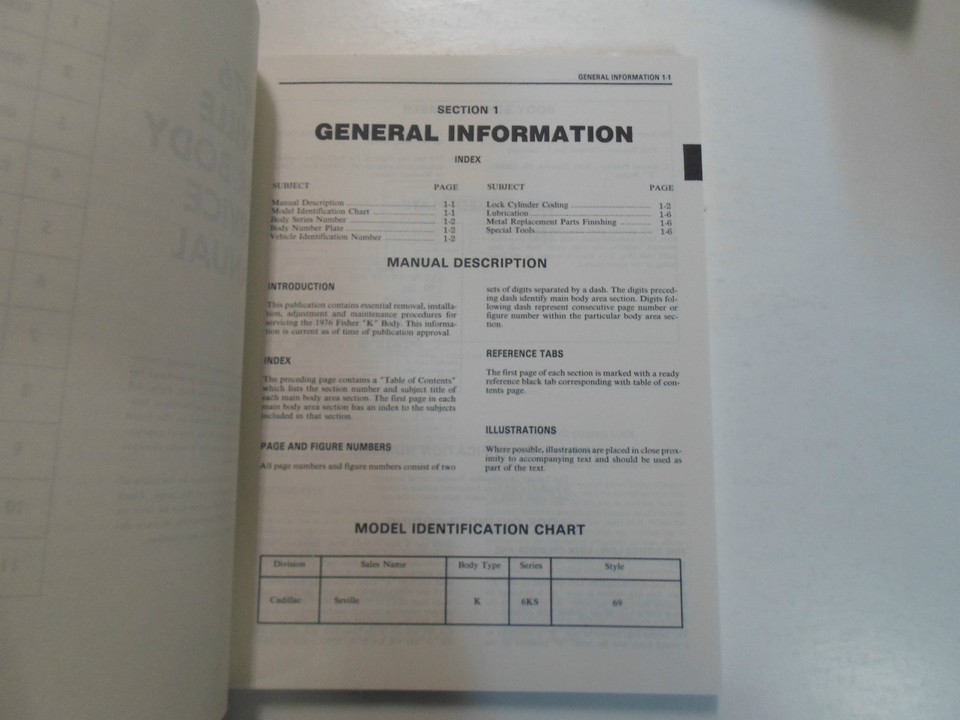 GENERAL INFORMATION 1-1
SECTION 1
GENERAL INFORMATION
INDEX
SUBJECT PAGE
Manual Description 1-1
Model Identification Chart 1-1
Body Series Number 1-2
Body Number Plate 1-2
Vehicle Identification Number 1-2
SUBJECT PAGE
Lock Cylinder Coding 1-2
Lubrication 1-6
Metal Replacement Parts Finishing 1-6
Special Tools 1-6
MANUAL DESCRIPTION
INTRODUCTION
This publication contains essential removal, installa-
tion, adjustment and maintenance procedures for
servicing the 1976 Fisher "K" Body. This informa-
tion is current as of time of publication approval.
INDEX
The preceding page contains a "Table of Contents"
which lists the section number and subject title of
each main body area section. The first page in each
main body area section has an index to the subjects
included in that section.
PAGE AND FIGURE NUMBERS
All page numbers and figure numbers consist of two
sets of digits separated by a dash. The digits preced-
ing dash identify main body area section. Digits fol-
lowing dash represent consecutive page number or
figure number within the particular body area sec-
tion.
REFERENCE TABS
The first page of each section is marked with a ready
reference black tab corresponding with table of con-
tents page.
ILLUSTRATIONS
Where possible, illustrations are placed in close prox-
imity to accompanying text and should be used as
part of the text.
MODEL IDENTIFICATION CHART
Division Sales Name Body Type Series Style
Cadillac Seville K 6KS 69